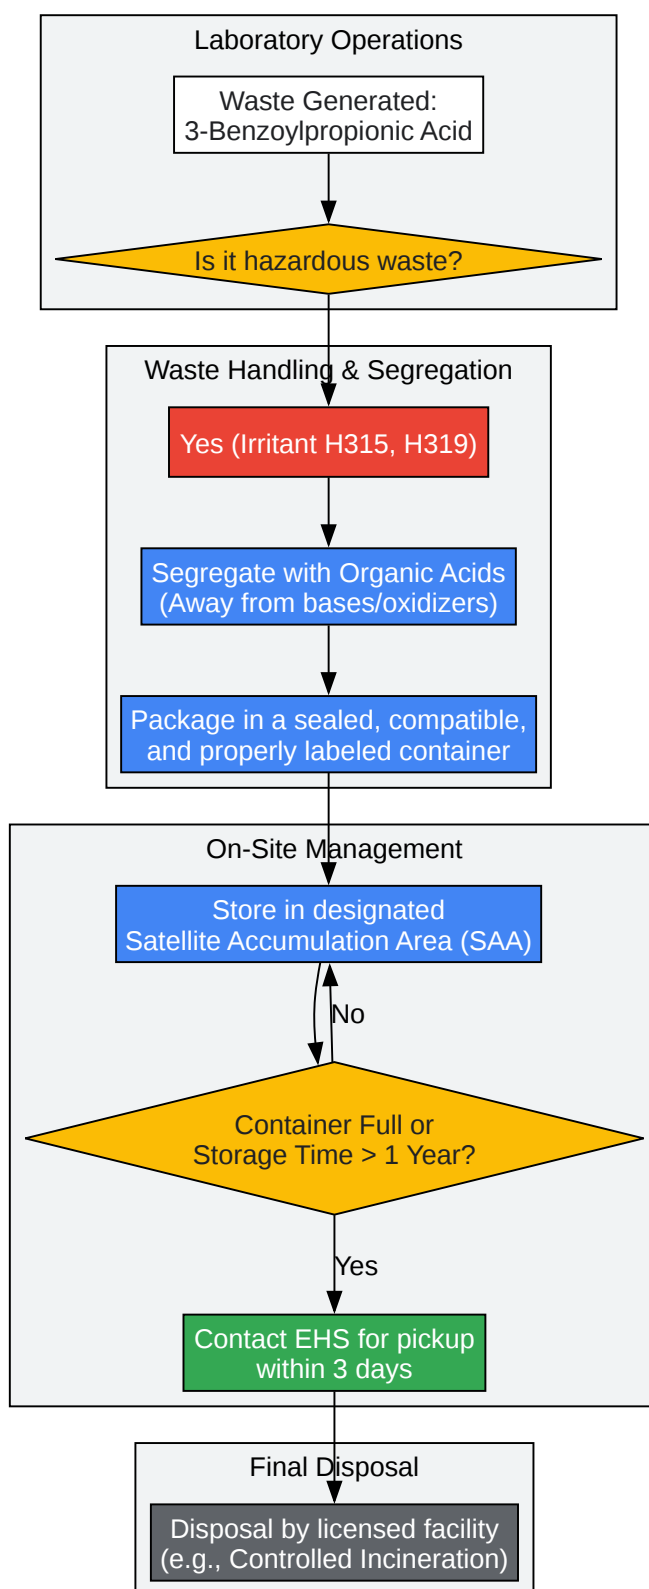 Laboratory Operations
Waste Generated:
3-Benzoylpropionic Acid
Is it hazardous waste?
Waste Handling & Segregation
Yes (Irritant H315, H319)
Segregate with Organic Acids
(Away from bases/oxidizers)
Package in a sealed, compatible,
and properly labeled container
On-Site Management
Store in designated
Satellite Accumulation Area (SAA)
No
Container Full or
Storage Time > 1 Year?
Yes
Contact EHS for pickup
within 3 days
Final Disposal
Disposal by licensed facility
(e.g., Controlled Incineration)